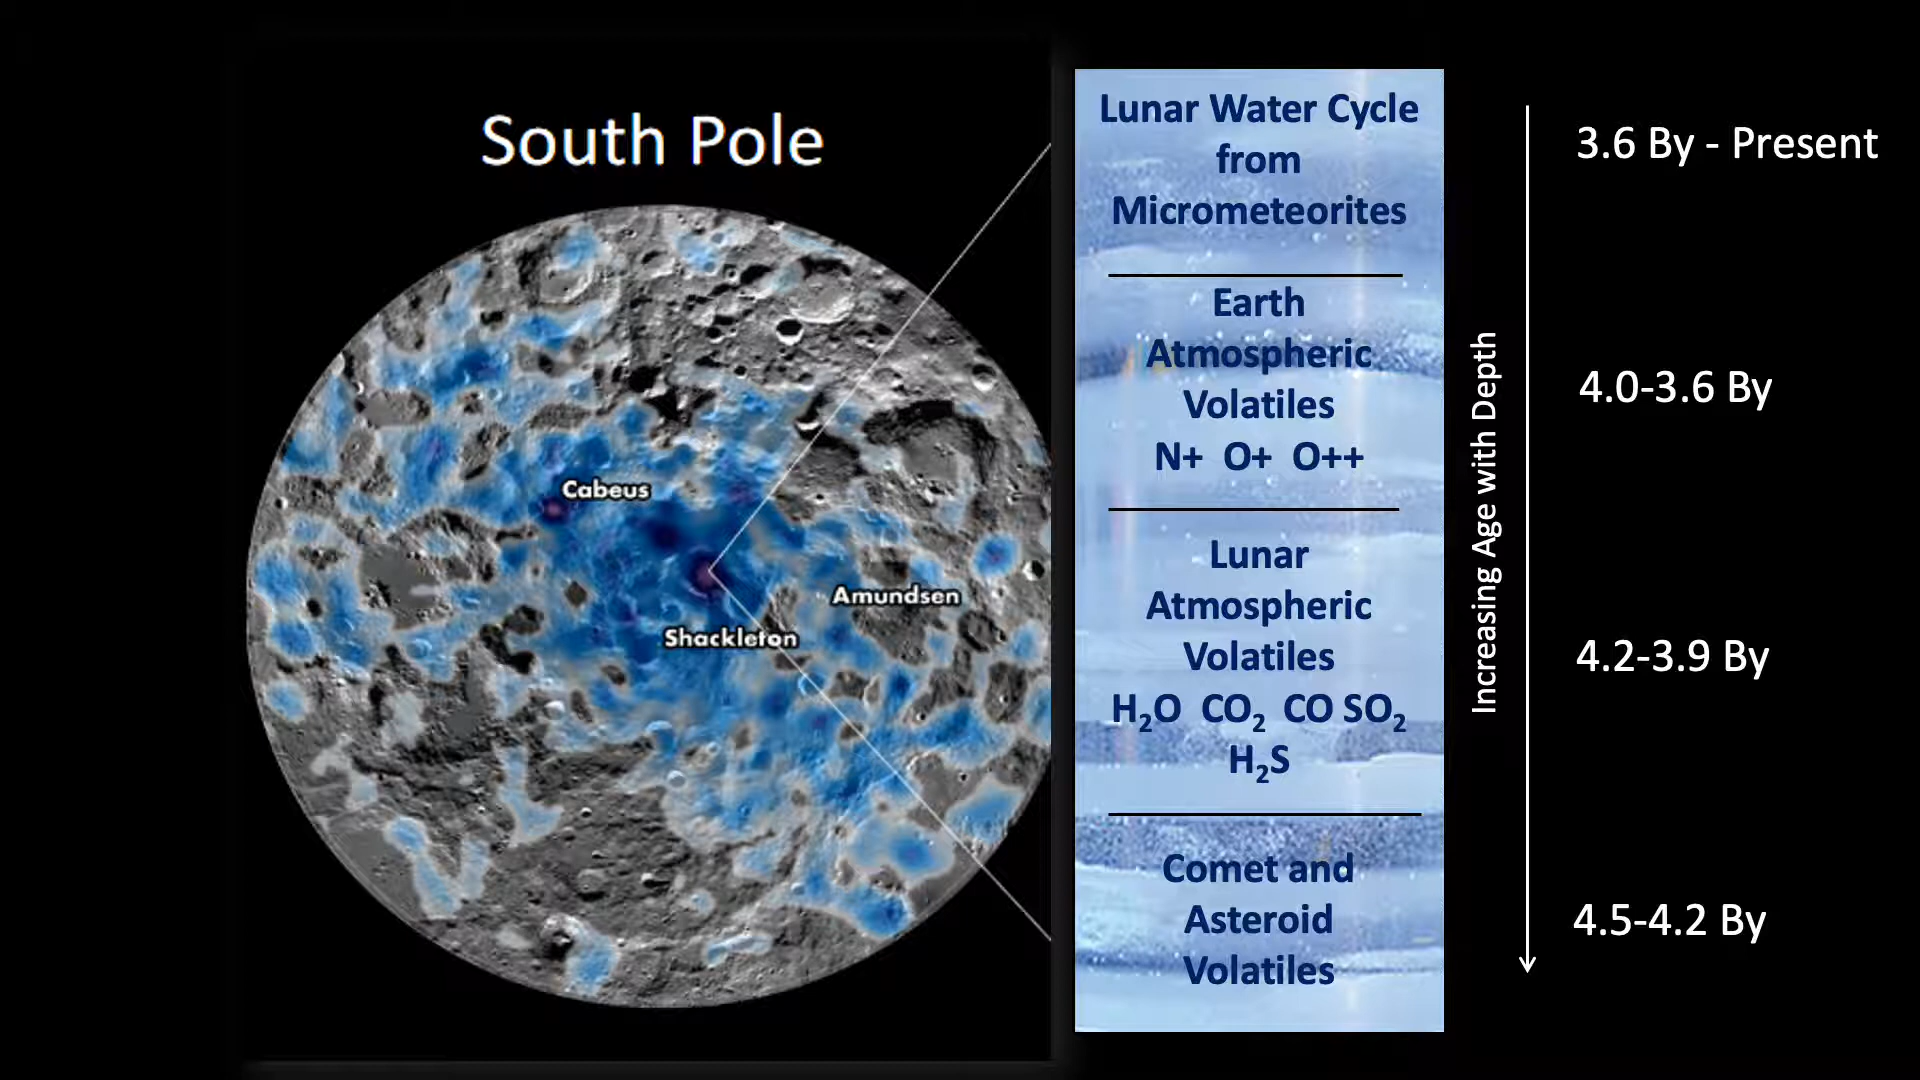 South Pole
Cabeus
Amundsen
Shackleton
Lunar Water Cycle
from
Micrometeorites
Earth
Atmospheric
Volatiles
N+ O+ O++
Lunar
Atmospheric
Volatiles
H₂O CO₂ CO SO₂
H₂S
Comet and
Asteroid
Volatiles
Increasing Age with Depth
3.6 By - Present
4.0-3.6 By
4.2-3.9 By
4.5-4.2 By